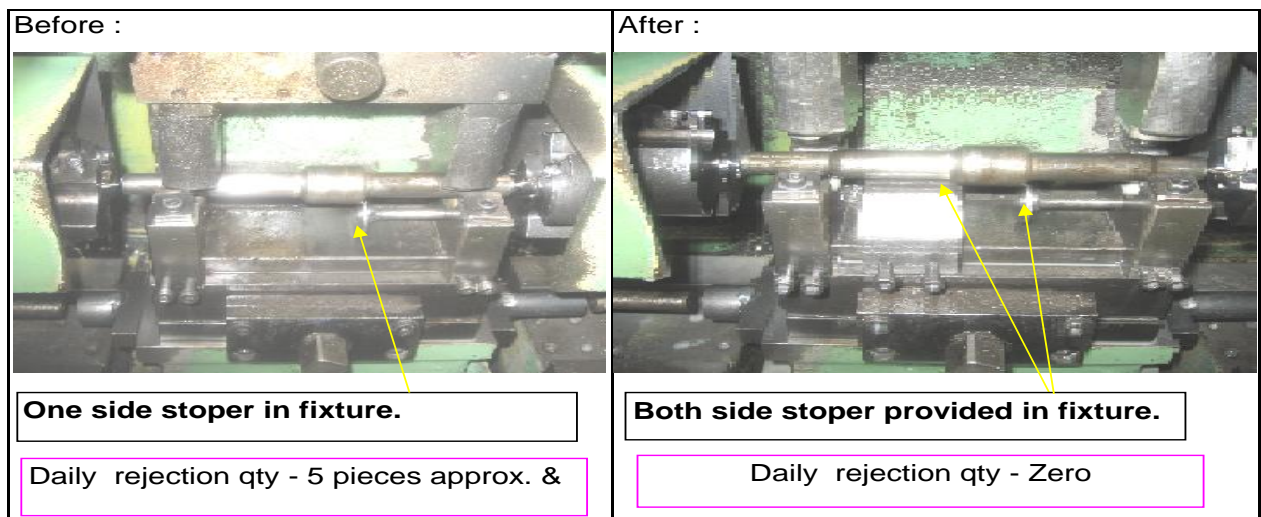 Before :
After :
One side stoper in fixture.
Both side stoper provided in fixture.
Daily rejection qty - 5 pieces approx. &
Daily rejection qty - Zero